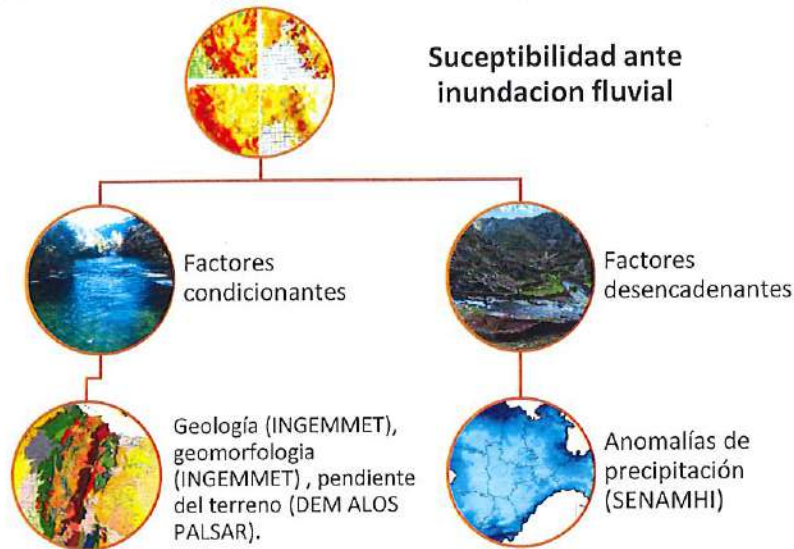 Suceptibilidad ante
inundacion fluvial
Factores
condicionantes
Factores
desencadenantes
Geología (INGEMMET),
geomorfologia
(INGEMMET) , pendiente
del terreno (DEM ALOS
PALSAR).
Anomalías de
precipitación
(SENAMHI)